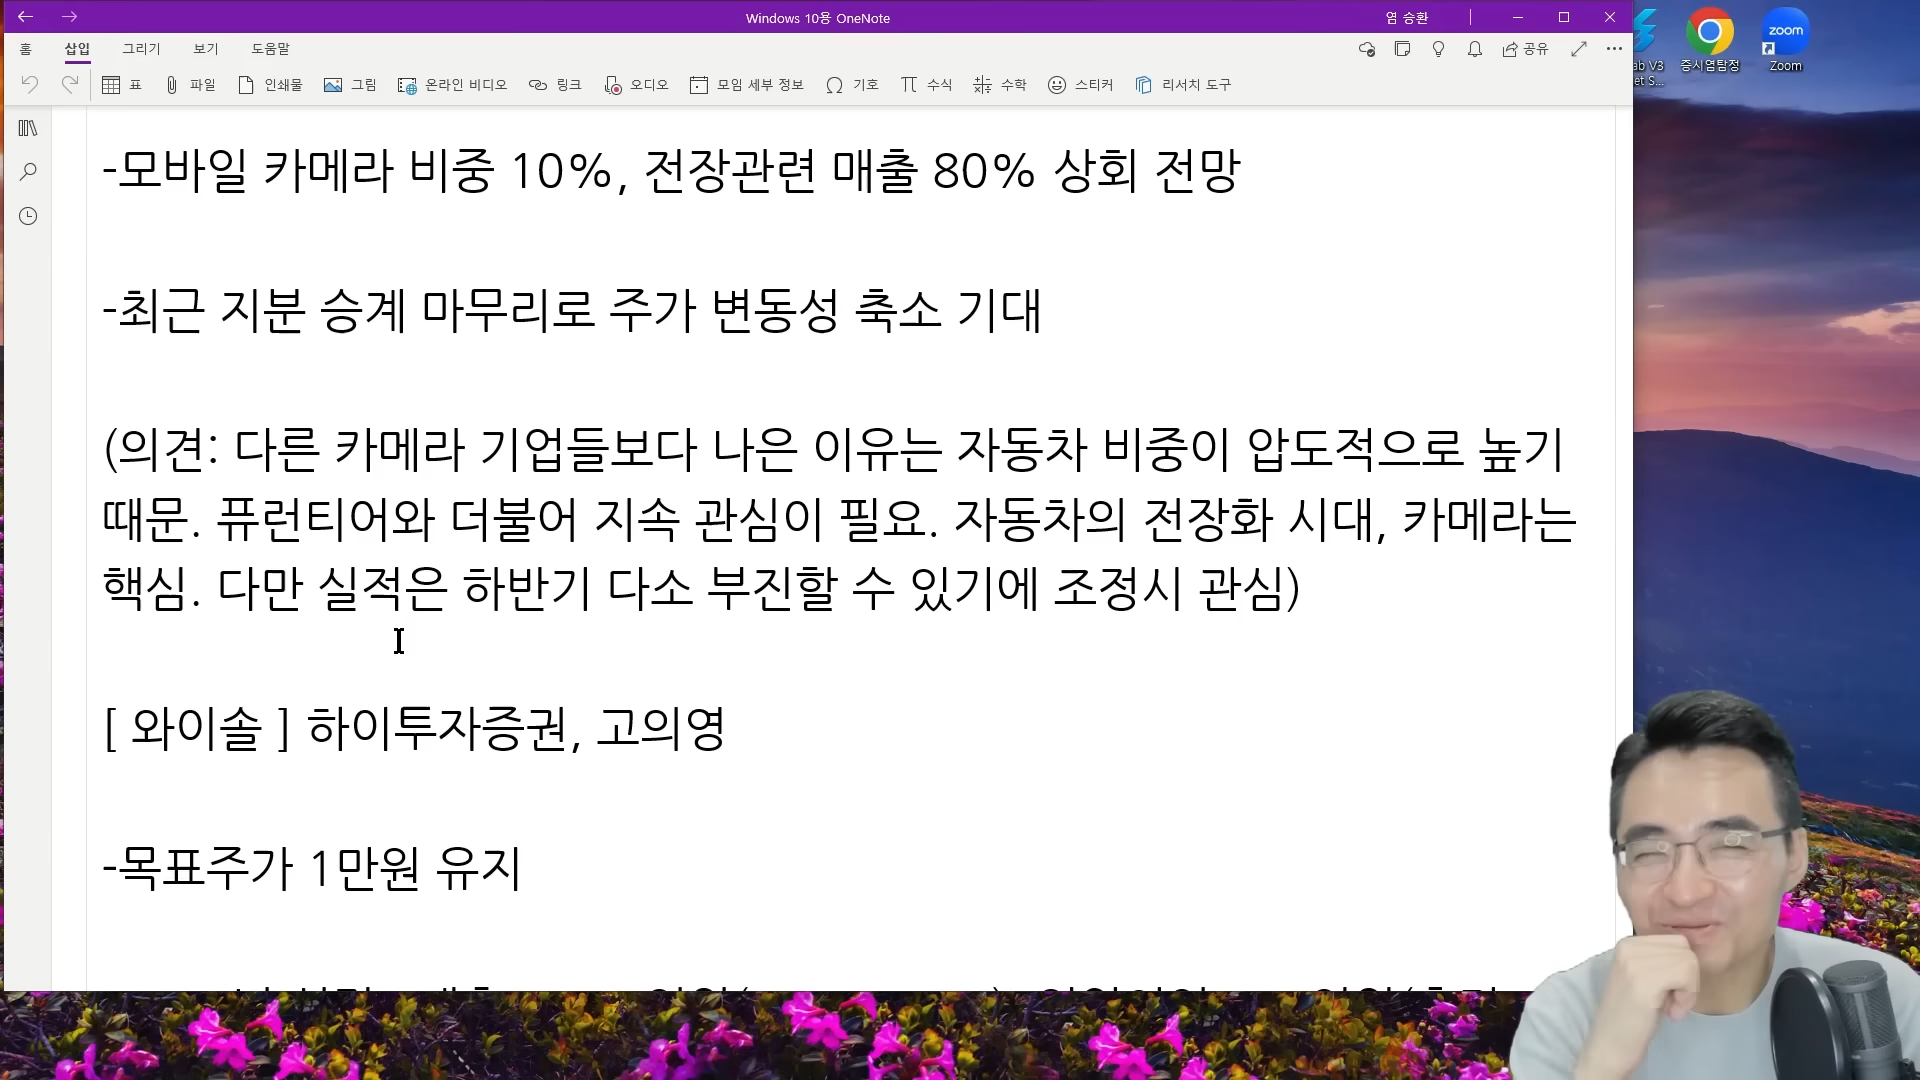 Windows 10용 OneNote
염 승환
홈 삽입 그리기 보기 도움말
공유
표 파일 인쇄물 그림 온라인 비디오 링크 오디오 모임 세부 정보 기호 수식 수학 스티커 리서치 도구
ab V3
et S...
증시염탐정
zoom
Zoom
-모바일 카메라 비중 10%, 전장관련 매출 80% 상회 전망
-최근 지분 승계 마무리로 주가 변동성 축소 기대
(의견: 다른 카메라 기업들보다 나은 이유는 자동차 비중이 압도적으로 높기
때문. 퓨런티어와 더불어 지속 관심이 필요. 자동차의 전장화 시대, 카메라는
핵심. 다만 실적은 하반기 다소 부진할 수 있기에 조정시 관심)
[ 와이솔 ] 하이투자증권, 고의영
-목표주가 1만원 유지